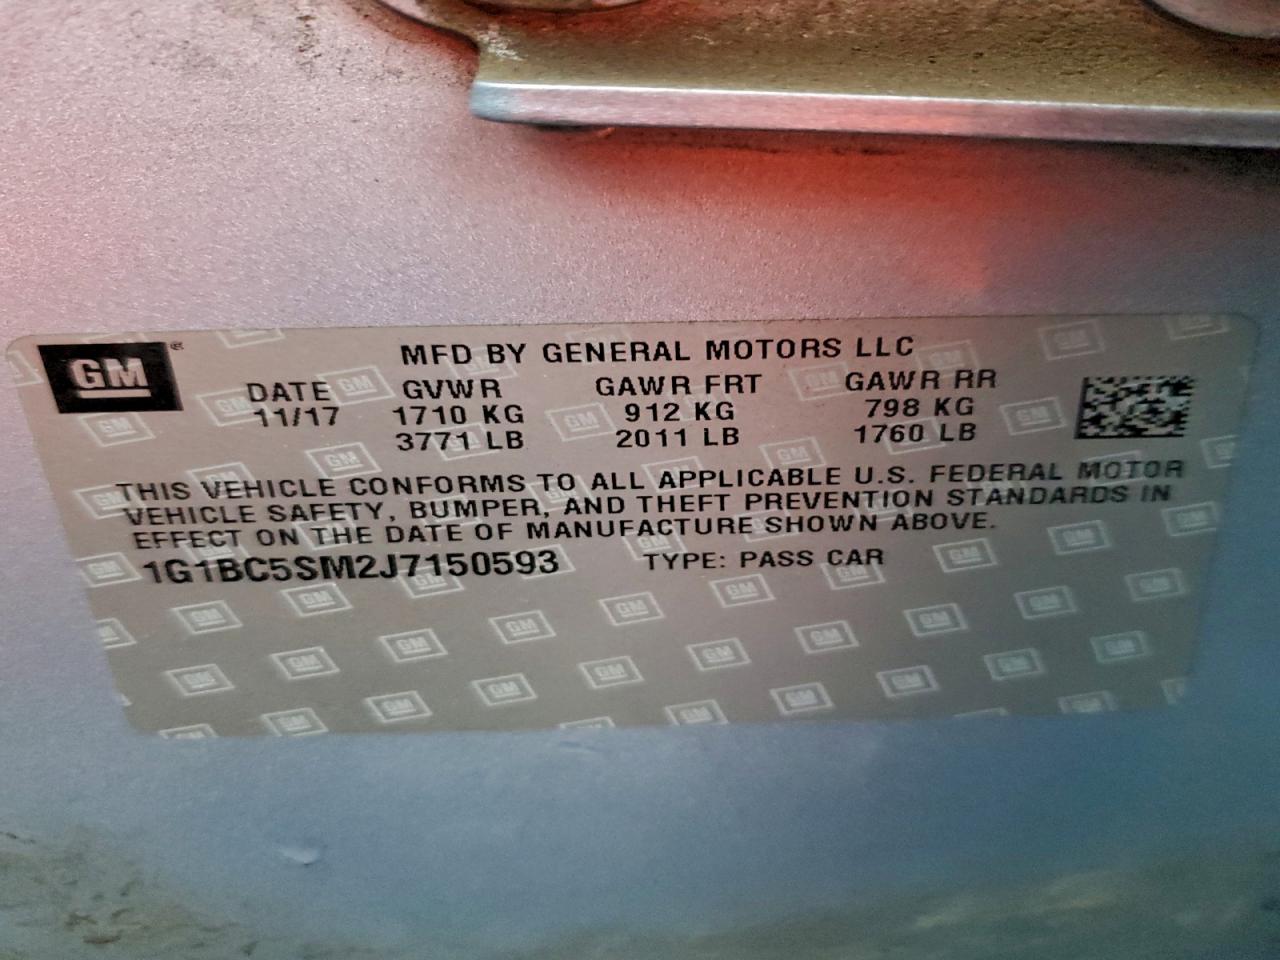 GM ®
MFD BY GENERAL MOTORS LLC
DATE GVWR GAWR FRT GAWR RR
11/17 1710 KG 912 KG 798 KG
3771 LB 2011 LB 1760 LB
THIS VEHICLE CONFORMS TO ALL APPLICABLE U.S. FEDERAL MOTOR
VEHICLE SAFETY, BUMPER, AND THEFT PREVENTION STANDARDS IN
EFFECT ON THE DATE OF MANUFACTURE SHOWN ABOVE.
1G1BC5SM2J7150593 TYPE: PASS CAR